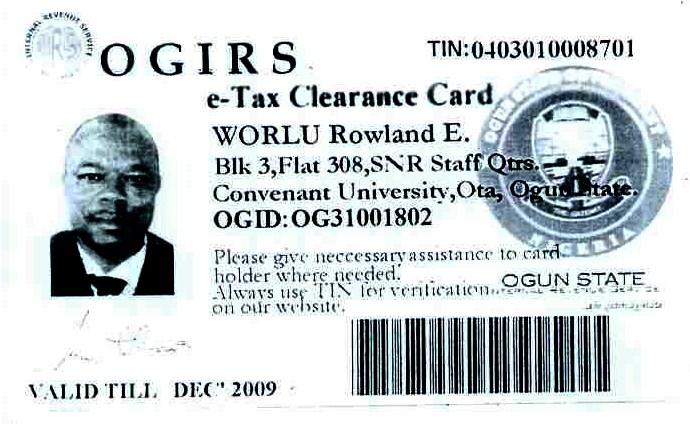 INTERNAL REVENUE SERVICE
IRS
OGIRS
TIN:0403010008701
e-Tax Clearance Card
WORLU Rowland E.
Blk 3,Flat 308,SNR Staff Qtrs.
Convenant University,Ota, Ogun State.
OGID:OG31001802
Please give neccessary assistance to card
holder where needed.
Always use TIN for verification
on our website.
OGUN STATE
INTERNAL REVENUE SERVICE
VALID TILL DEC" 2009